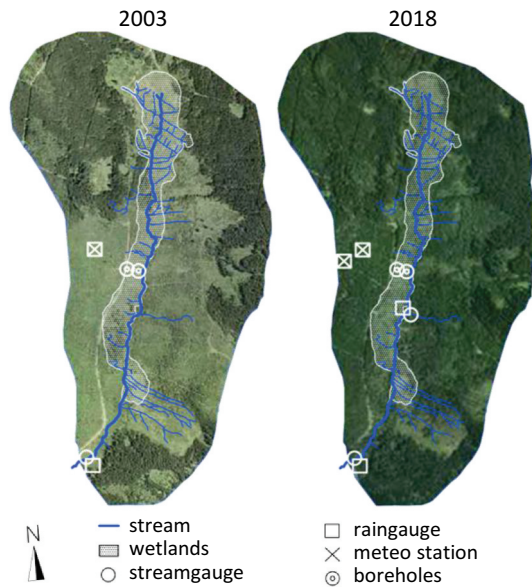 2003 2018
N
stream
wetlands
streamgauge
raingauge
meteo station
boreholes